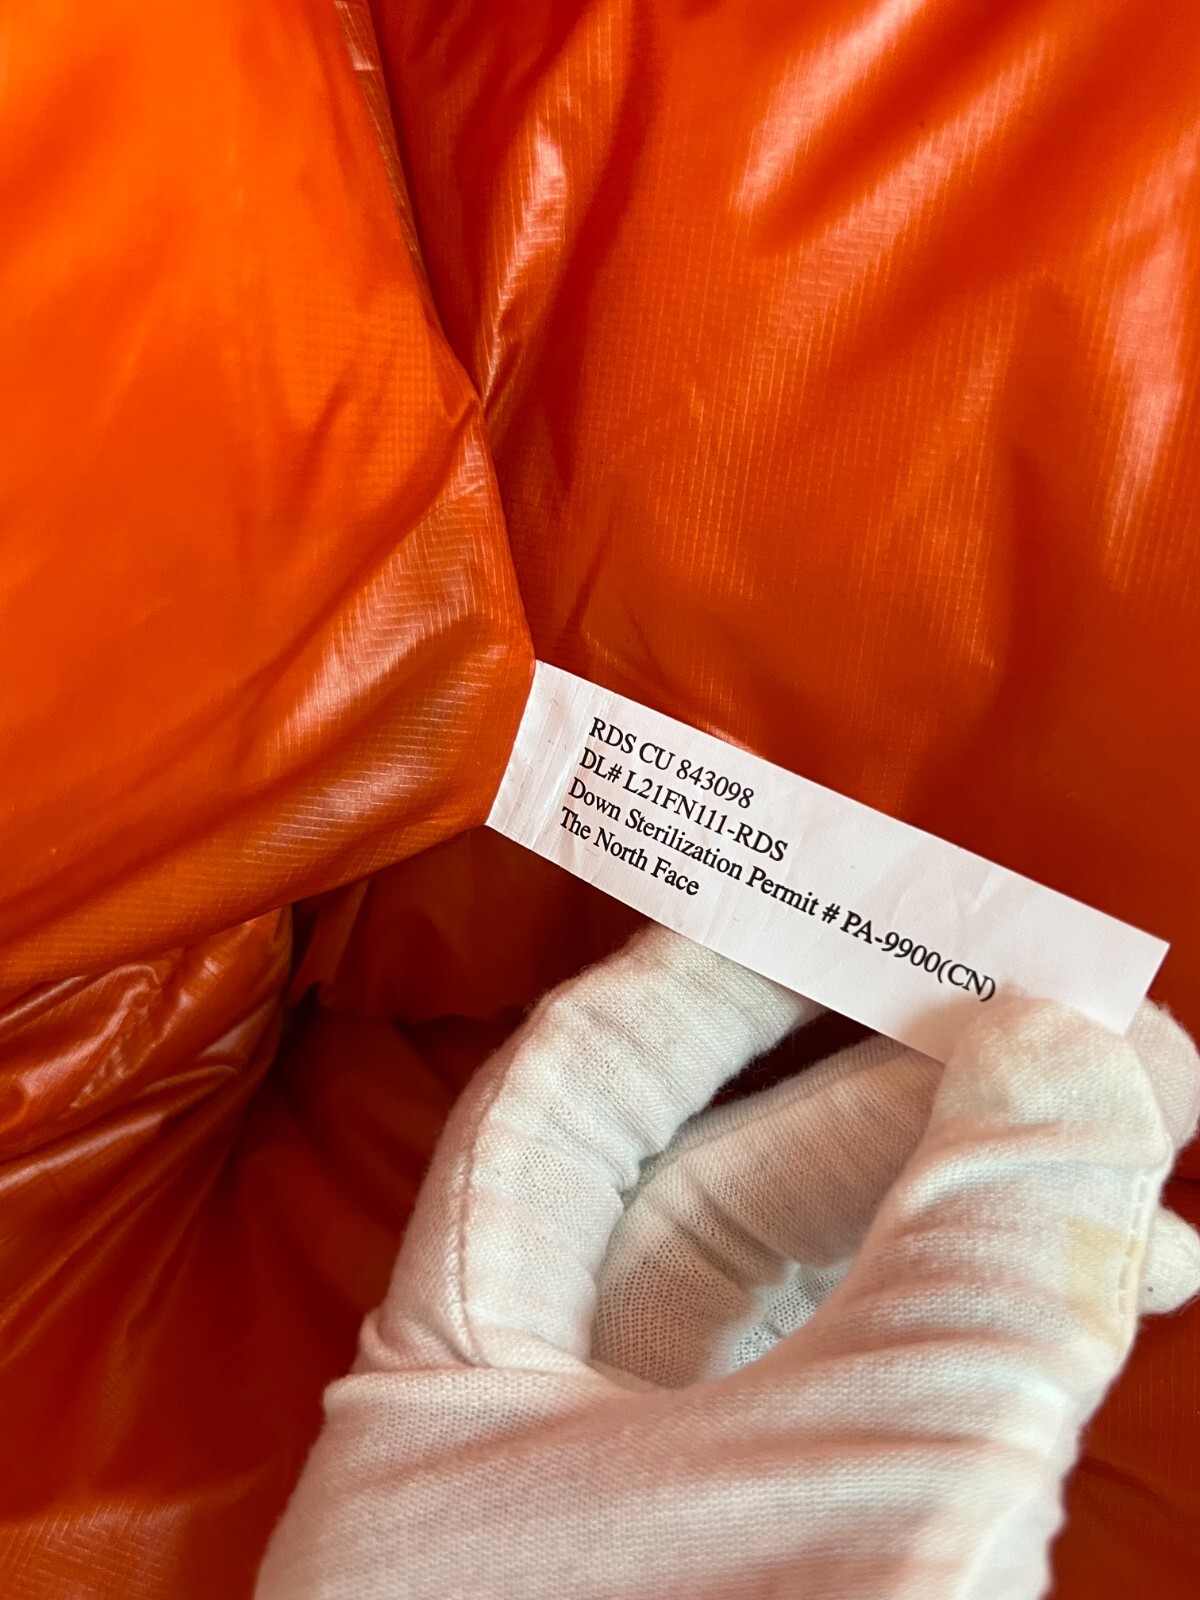 RDS CU 843098
DL# L21FN111-RDS
Down Sterilization Permit # PA-9900(CN)
The North Face